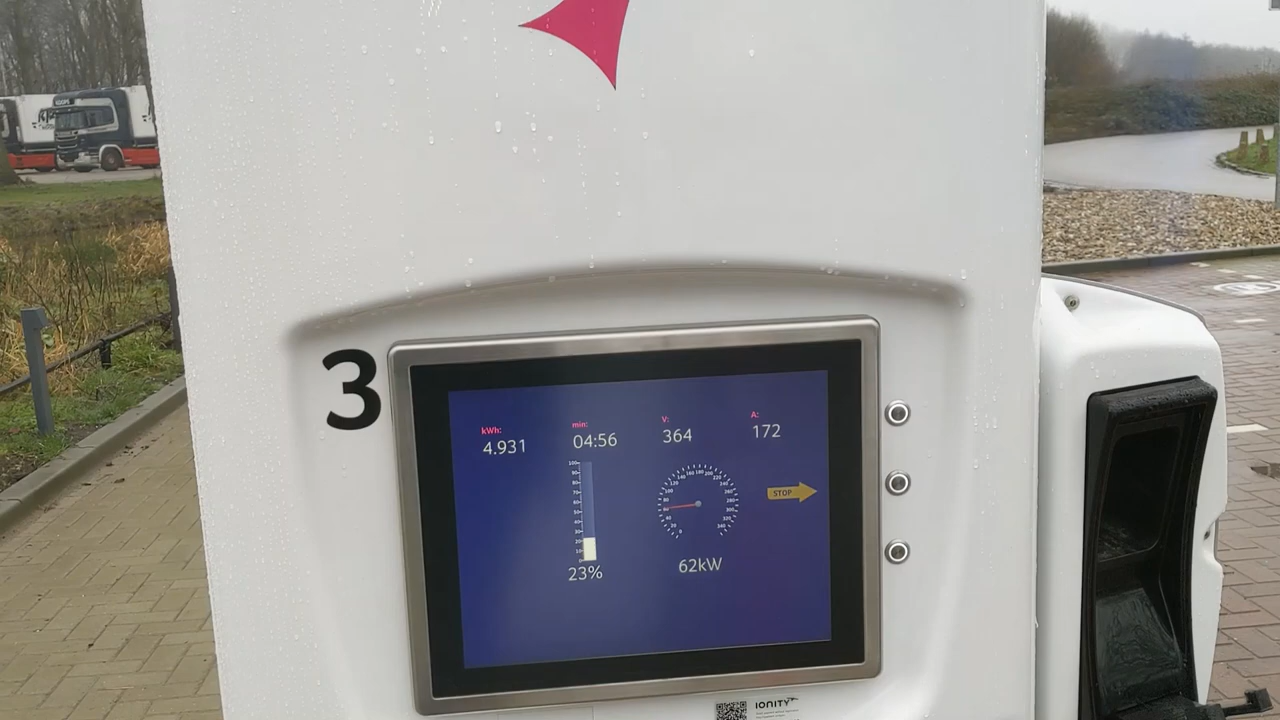 3
kWh:
4.931
min:
04:56
V:
364
A:
172
STOP
23%
62kW
IONITY